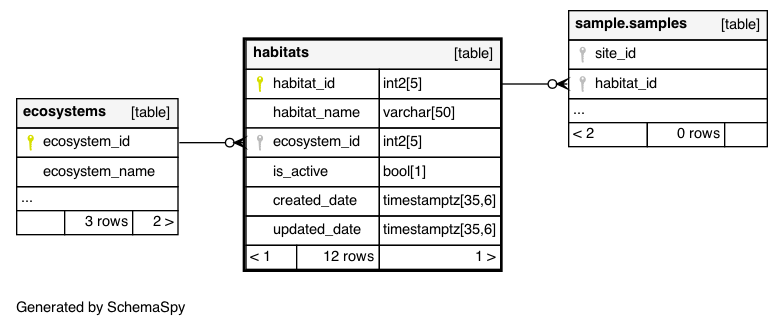 sample.samples [table]
site_id
habitat_id
...
< 2 0 rows
habitats [table]
habitat_id int2[5]
habitat_name varchar[50]
ecosystem_id int2[5]
is_active bool[1]
created_date timestamptz[35,6]
updated_date timestamptz[35,6]
< 1 12 rows 1 >
ecosystems [table]
ecosystem_id
ecosystem_name
...
3 rows 2 >
Generated by SchemaSpy